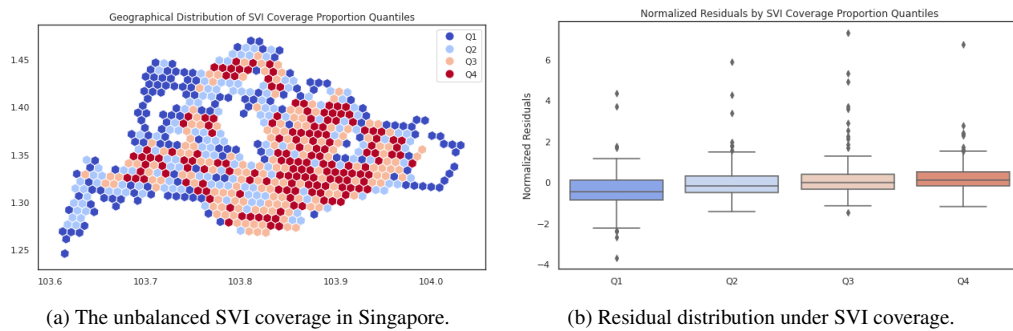 Geographical Distribution of SVI Coverage Proportion Quantiles
Q1
Q2
Q3
Q4
1.45
1.40
1.35
1.30
1.25
103.6 103.7 103.8 103.9 104.0
(a) The unbalanced SVI coverage in Singapore.
Normalized Residuals by SVI Coverage Proportion Quantiles
Normalized Residuals
6
4
2
0
−2
−4
Q1 Q2 Q3 Q4
(b) Residual distribution under SVI coverage.